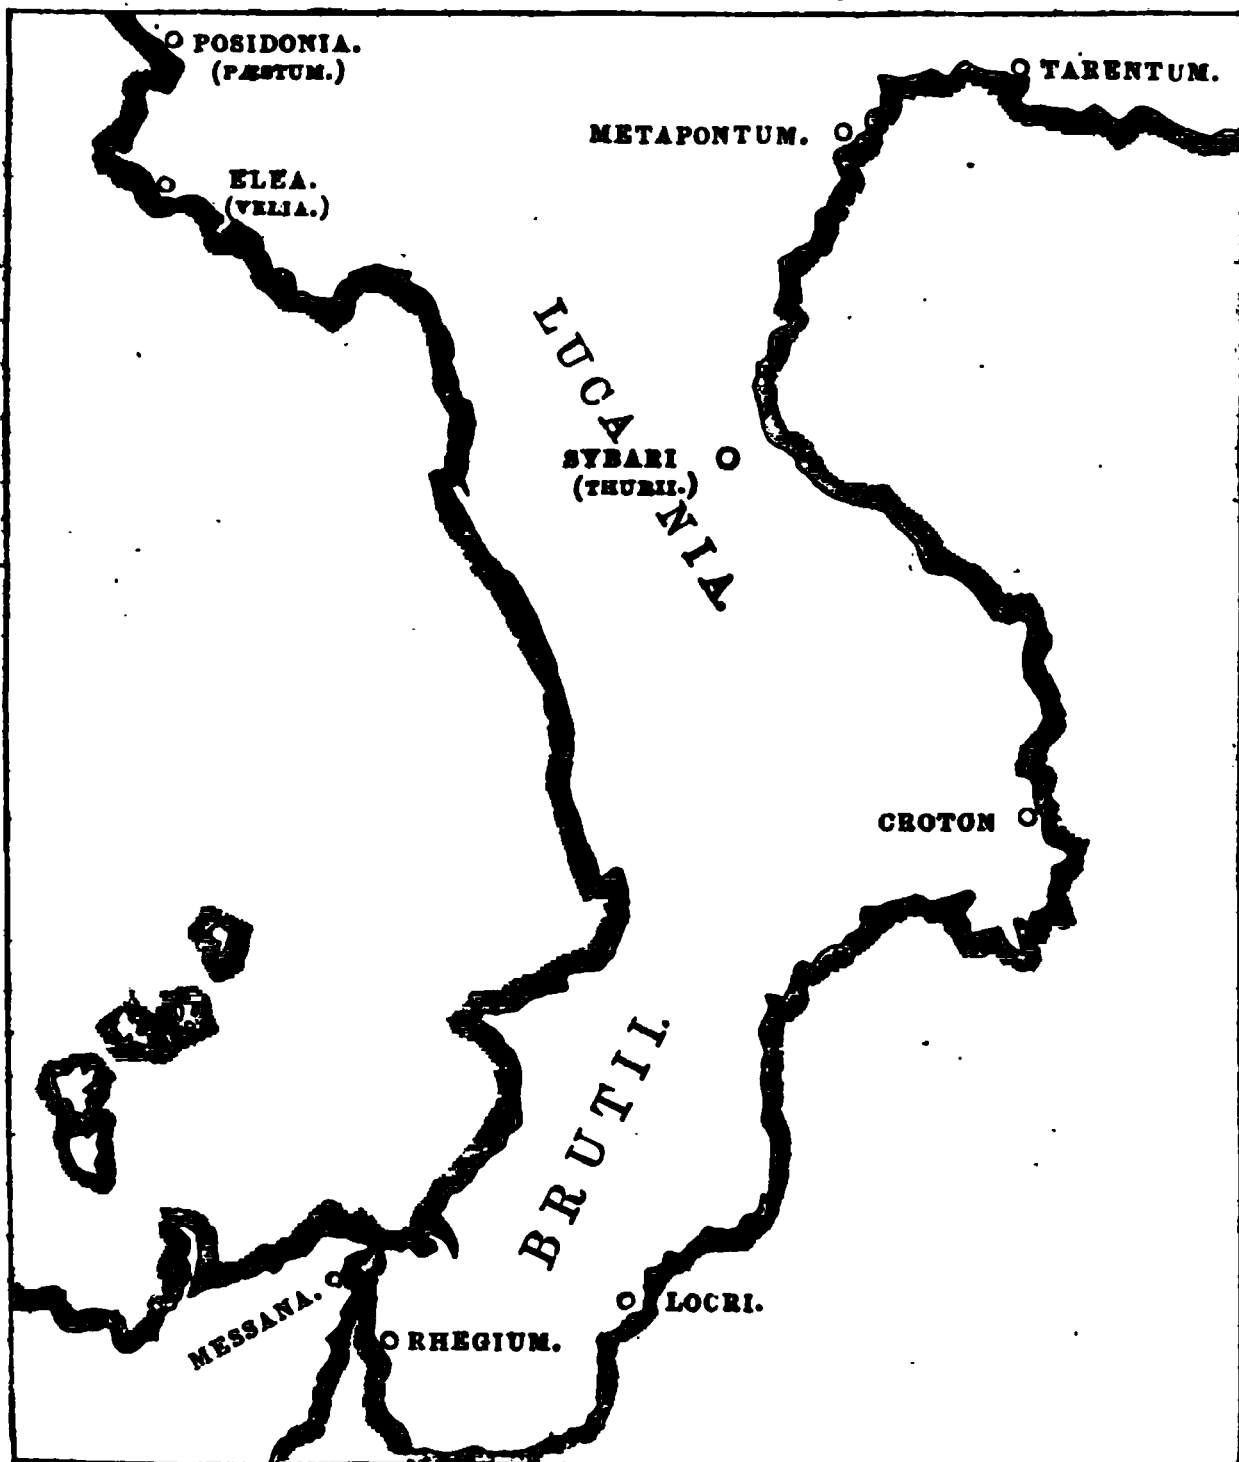 POSIDONIA.
(PÆSTUM.)
TARENTUM.
METAPONTUM.
ELEA.
(VELIA.)
LUCANIA
SYBARI
(THURII.)
CROTON
BRUTII.
MESSANA.
LOCRI.
RHEGIUM.